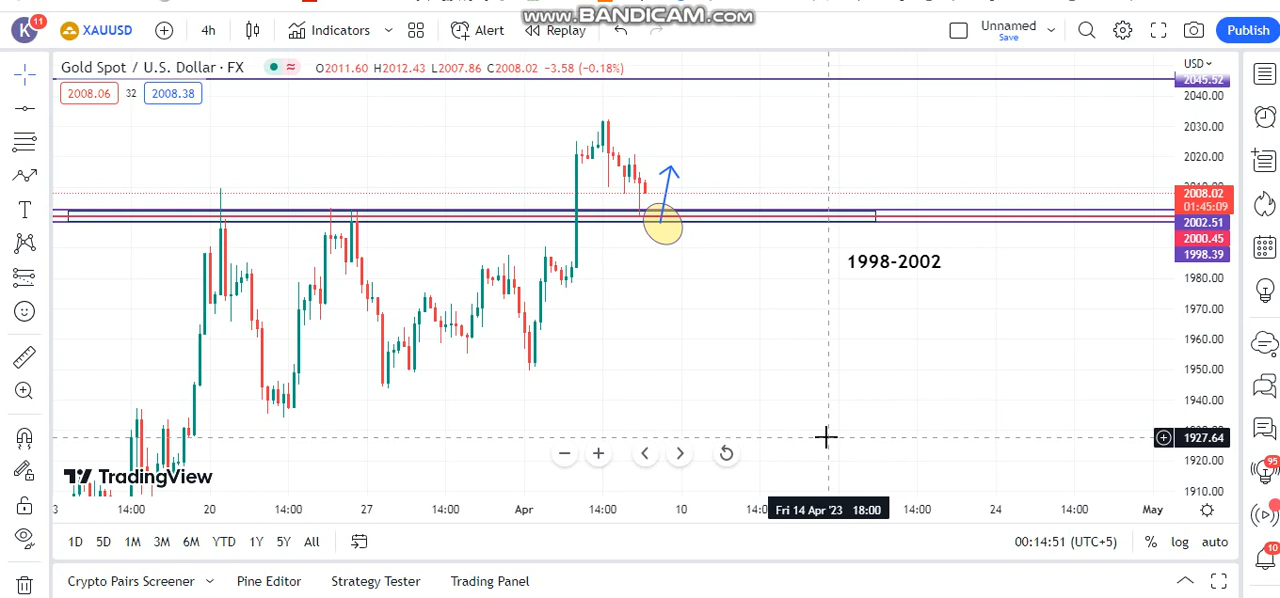 www.BANDICAM.com
K 11 XAUUSD 4h Indicators Alert Replay Unnamed Save Publish
Gold Spot / U.S. Dollar · FX O2011.60 H2012.43 L2007.86 C2008.02 −3.58 (−0.18%) USD
2008.06 32 2008.38
2045.52
2040.00
2030.00
2020.00
2008.02
01:45:09
2002.51
2000.45
1998.39
1998-2002
1980.00
1970.00
1960.00
1950.00
1940.00
1927.64
1920.00
1910.00
TradingView
3 14:00 20 14:00 27 14:00 Apr 14:00 10 Fri 14 Apr '23 18:00 14:00 24 14:00 May
1D 5D 1M 3M 6M YTD 1Y 5Y All 00:14:51 (UTC+5) % log auto
Crypto Pairs Screener Pine Editor Strategy Tester Trading Panel
95
10